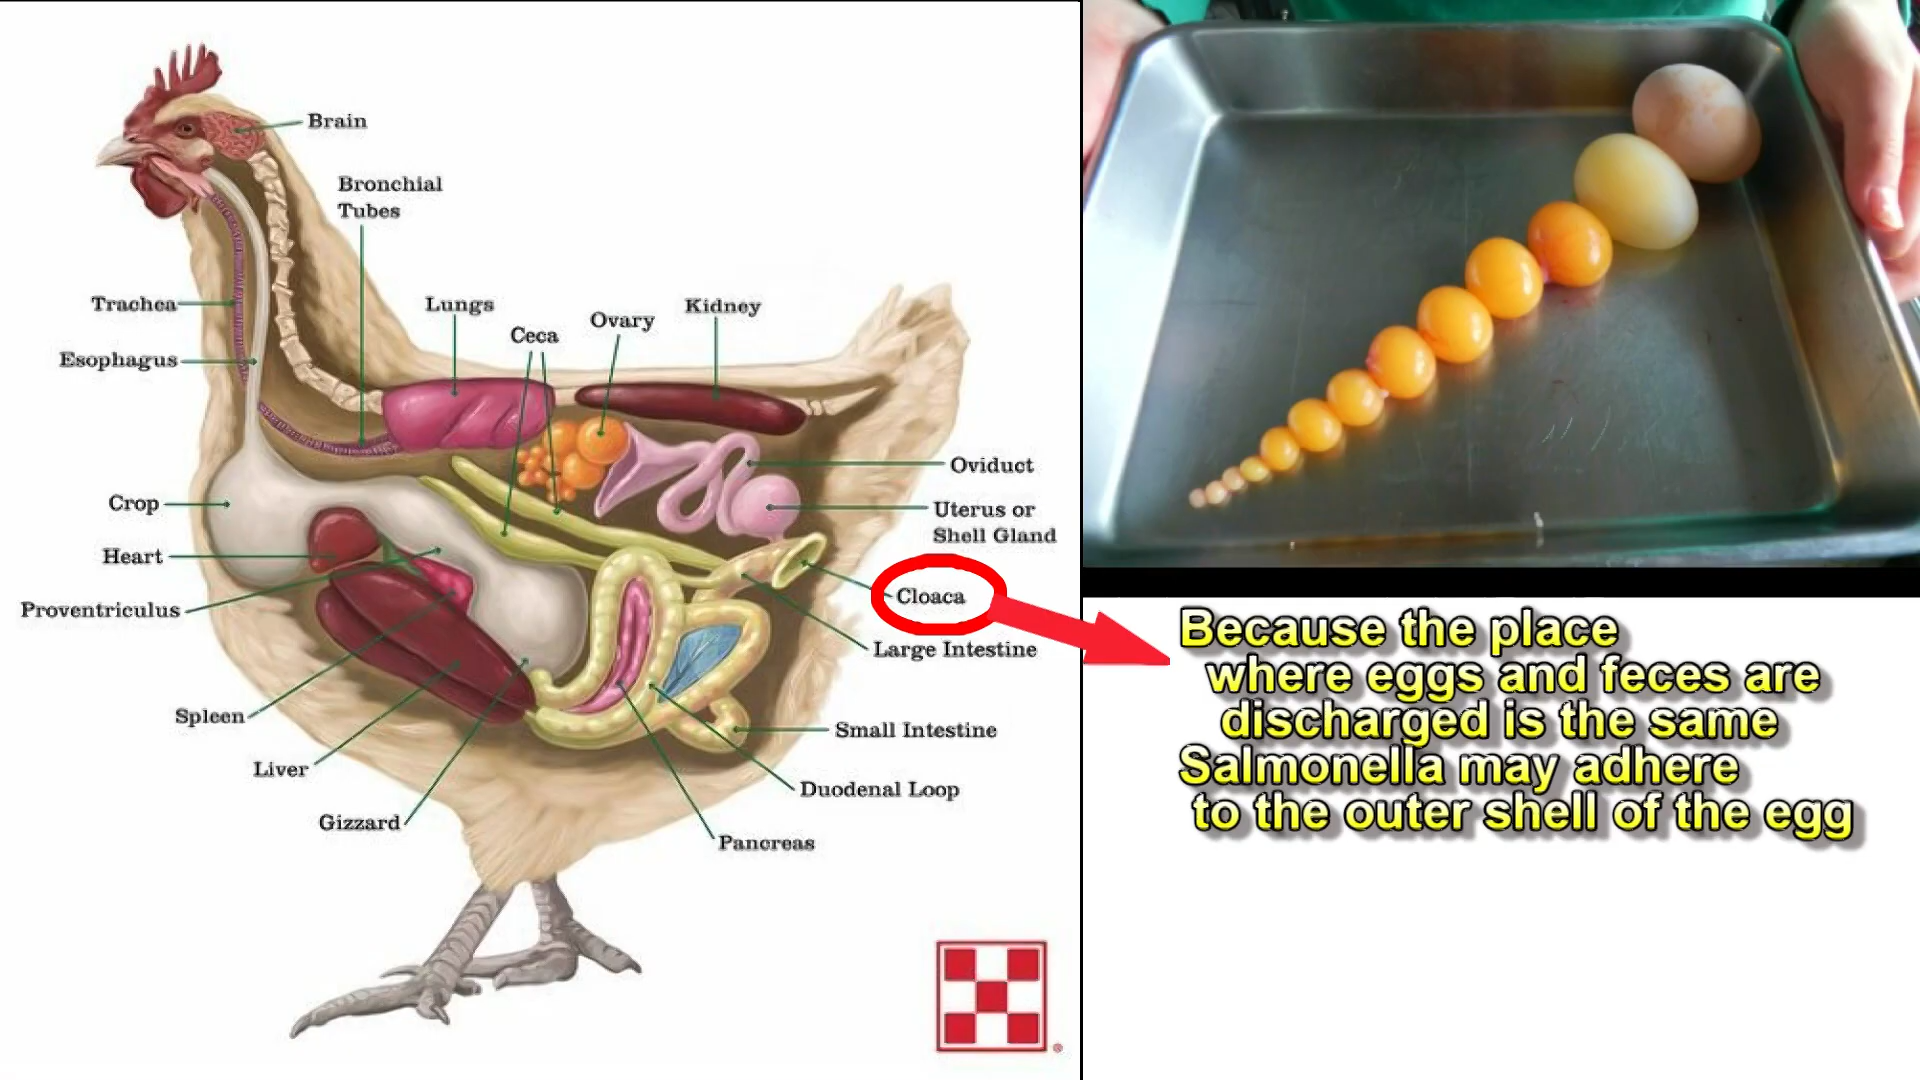 Brain
Bronchial
Tubes
Trachea
Lungs
Ceca
Ovary
Kidney
Esophagus
Oviduct
Crop
Uterus or
Shell Gland
Heart
Cloaca
Proventriculus
Large Intestine
Spleen
Small Intestine
Liver
Duodenal Loop
Gizzard
Pancreas
®
Because the place
where eggs and feces are
discharged is the same
Salmonella may adhere
to the outer shell of the egg